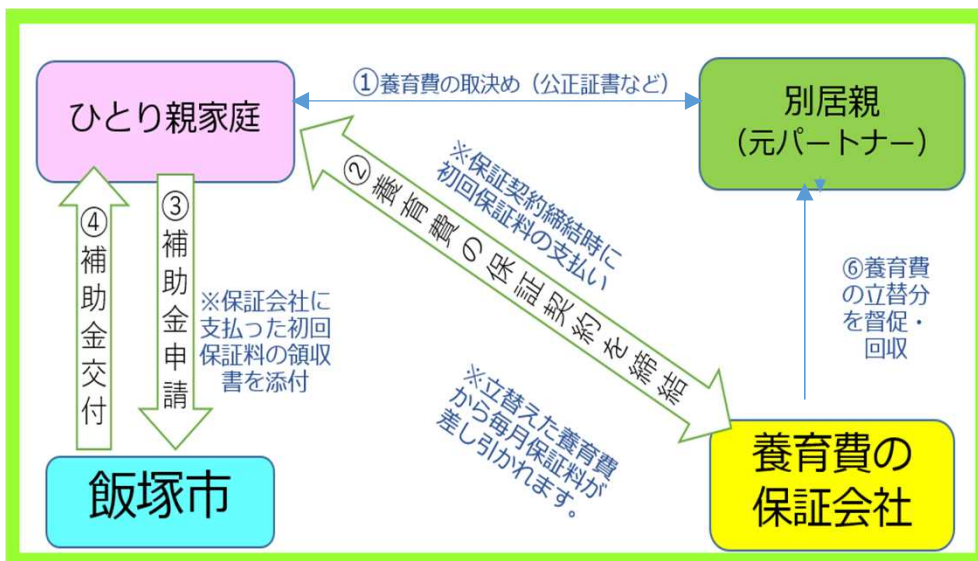 ひとり親家庭
①養育費の取決め（公正証書など）
別居親
（元パートナー）
※保証契約締結時に
初回保証料の支払い
②養育費の保証契約を締結
④補助金交付
③補助金申請
※保証会社に
支払った初回
保証料の領収
書を添付
⑥養育費
の立替分
を督促・
回収
※立替えた養育費
から毎月保証料が
差し引かれます。
飯塚市
養育費の
保証会社